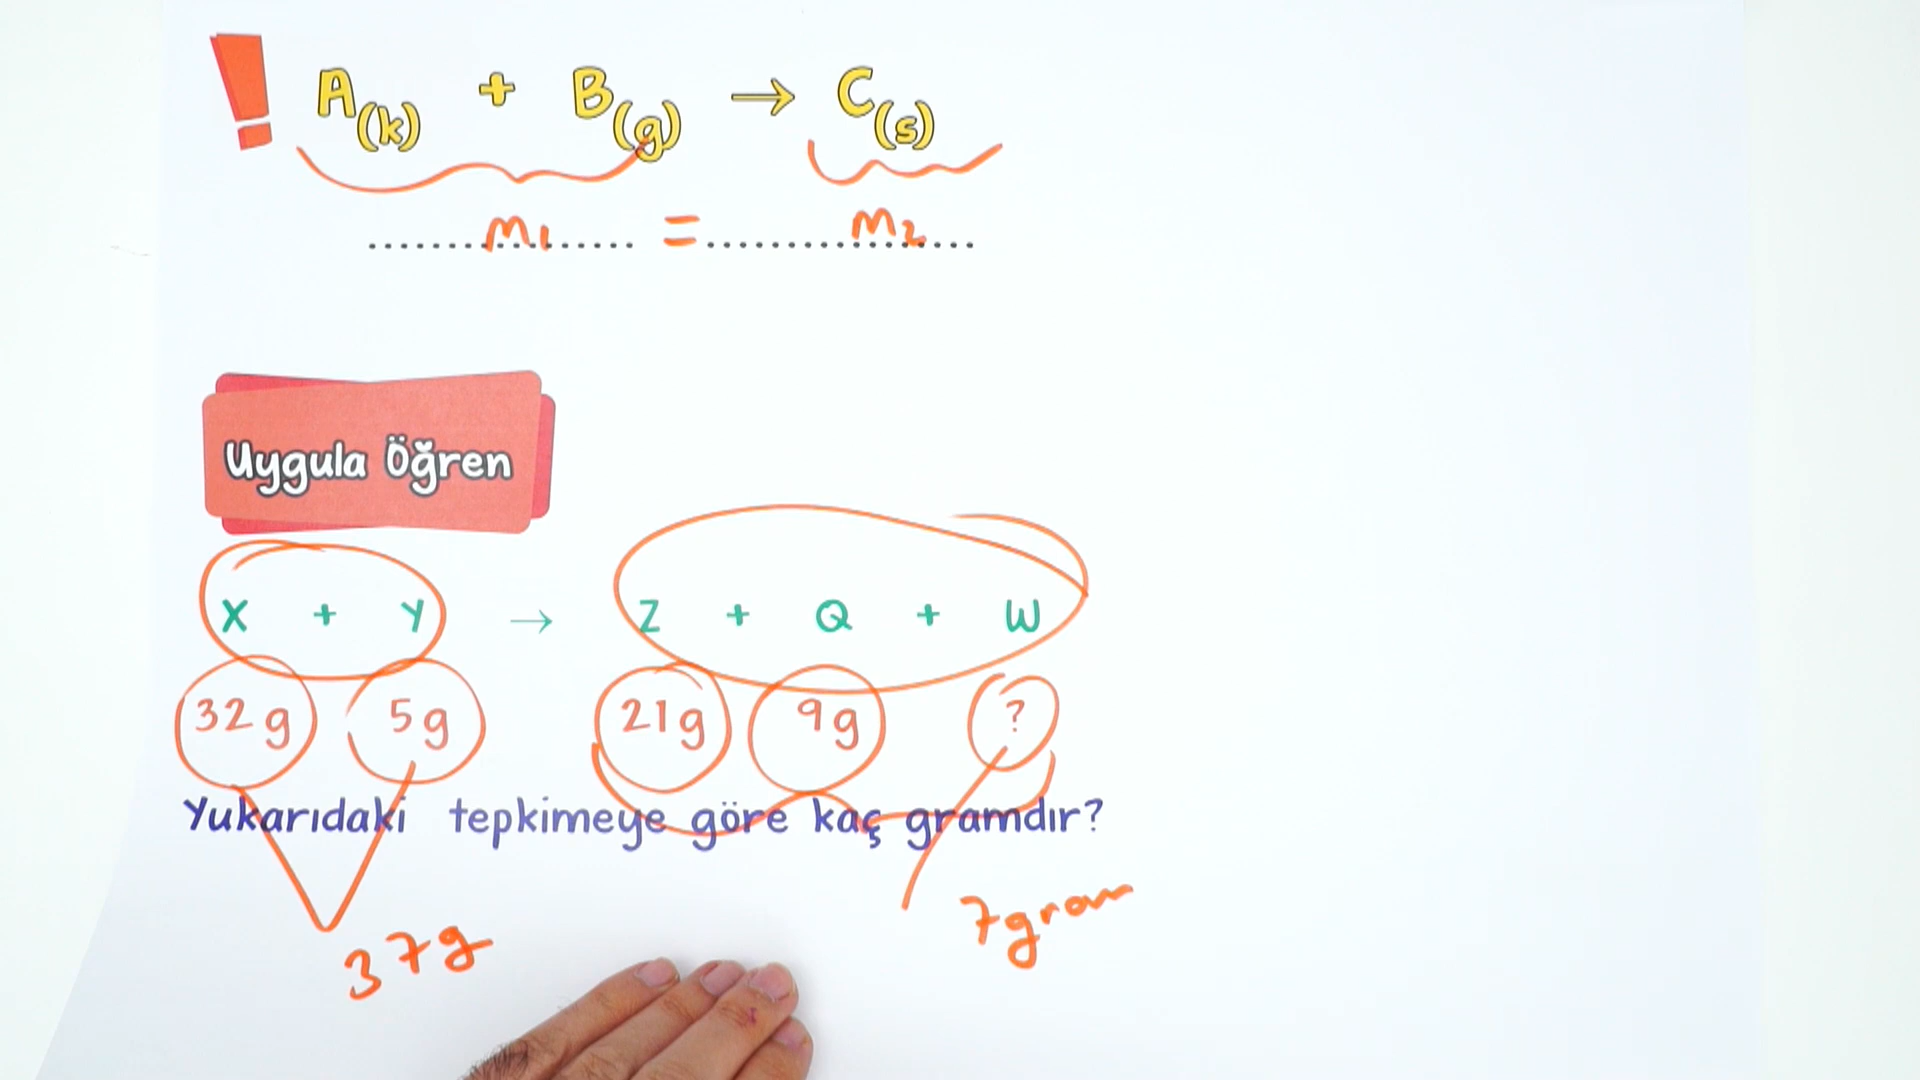 ! A(k) + B(g) → C(s)
.......m1...... = .......m2.......
Uygula Öğren
X + Y → Z + Q + W
32g 5g 21g 9g ?
Yukarıdaki tepkimeye göre kaç gramdır?
7gram
37g